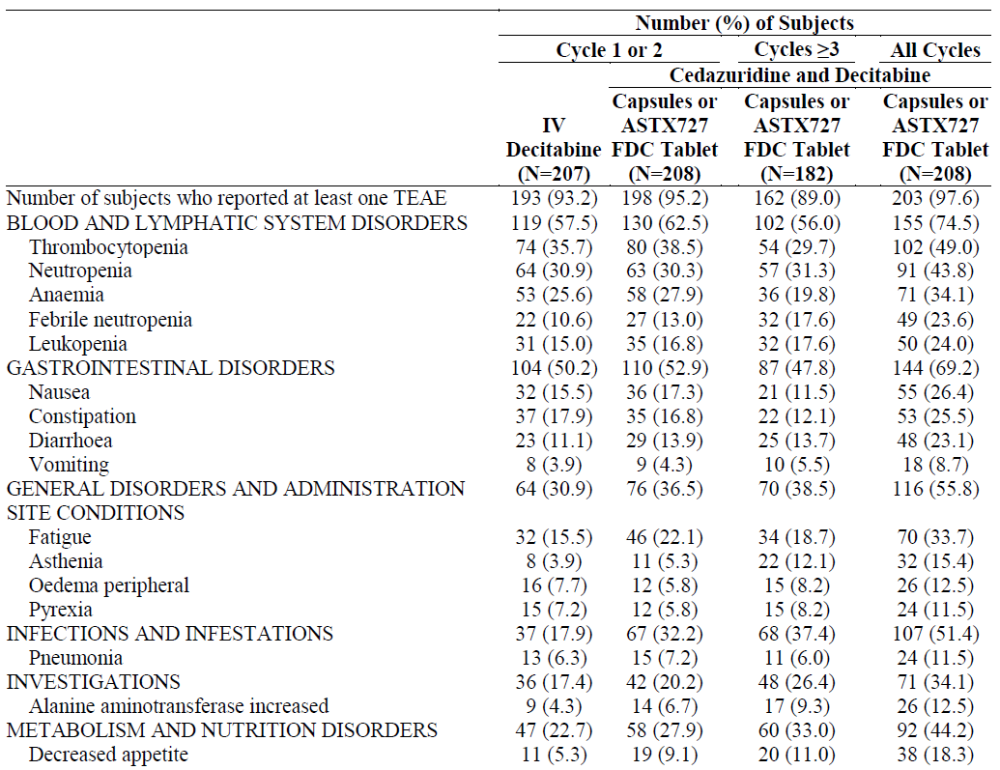 Number (%) of Subjects
Cycle 1 or 2 Cycles ≥3 All Cycles
Cedazuridine and Decitabine
Capsules or Capsules or Capsules or
IV ASTX727 ASTX727 ASTX727
Decitabine FDC Tablet FDC Tablet FDC Tablet
(N=207) (N=208) (N=182) (N=208)
Number of subjects who reported at least one TEAE 193 (93.2) 198 (95.2) 162 (89.0) 203 (97.6)
BLOOD AND LYMPHATIC SYSTEM DISORDERS 119 (57.5) 130 (62.5) 102 (56.0) 155 (74.5)
Thrombocytopenia 74 (35.7) 80 (38.5) 54 (29.7) 102 (49.0)
Neutropenia 64 (30.9) 63 (30.3) 57 (31.3) 91 (43.8)
Anaemia 53 (25.6) 58 (27.9) 36 (19.8) 71 (34.1)
Febrile neutropenia 22 (10.6) 27 (13.0) 32 (17.6) 49 (23.6)
Leukopenia 31 (15.0) 35 (16.8) 32 (17.6) 50 (24.0)
GASTROINTESTINAL DISORDERS 104 (50.2) 110 (52.9) 87 (47.8) 144 (69.2)
Nausea 32 (15.5) 36 (17.3) 21 (11.5) 55 (26.4)
Constipation 37 (17.9) 35 (16.8) 22 (12.1) 53 (25.5)
Diarrhoea 23 (11.1) 29 (13.9) 25 (13.7) 48 (23.1)
Vomiting 8 (3.9) 9 (4.3) 10 (5.5) 18 (8.7)
GENERAL DISORDERS AND ADMINISTRATION 64 (30.9) 76 (36.5) 70 (38.5) 116 (55.8)
SITE CONDITIONS
Fatigue 32 (15.5) 46 (22.1) 34 (18.7) 70 (33.7)
Asthenia 8 (3.9) 11 (5.3) 22 (12.1) 32 (15.4)
Oedema peripheral 16 (7.7) 12 (5.8) 15 (8.2) 26 (12.5)
Pyrexia 15 (7.2) 12 (5.8) 15 (8.2) 24 (11.5)
INFECTIONS AND INFESTATIONS 37 (17.9) 67 (32.2) 68 (37.4) 107 (51.4)
Pneumonia 13 (6.3) 15 (7.2) 11 (6.0) 24 (11.5)
INVESTIGATIONS 36 (17.4) 42 (20.2) 48 (26.4) 71 (34.1)
Alanine aminotransferase increased 9 (4.3) 14 (6.7) 17 (9.3) 26 (12.5)
METABOLISM AND NUTRITION DISORDERS 47 (22.7) 58 (27.9) 60 (33.0) 92 (44.2)
Decreased appetite 11 (5.3) 19 (9.1) 20 (11.0) 38 (18.3)